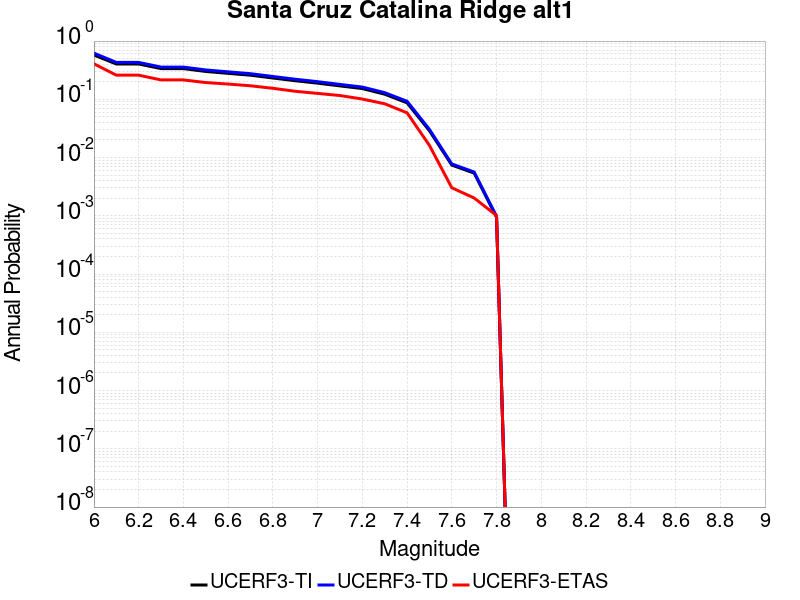 Santa Cruz Catalina Ridge alt1
10^0
10^-1
10^-2
10^-3
10^-4
10^-5
10^-6
10^-7
10^-8
Annual Probability
6 6.2 6.4 6.6 6.8 7 7.2 7.4 7.6 7.8 8 8.2 8.4 8.6 8.8 9
Magnitude
UCERF3-TI UCERF3-TD UCERF3-ETAS